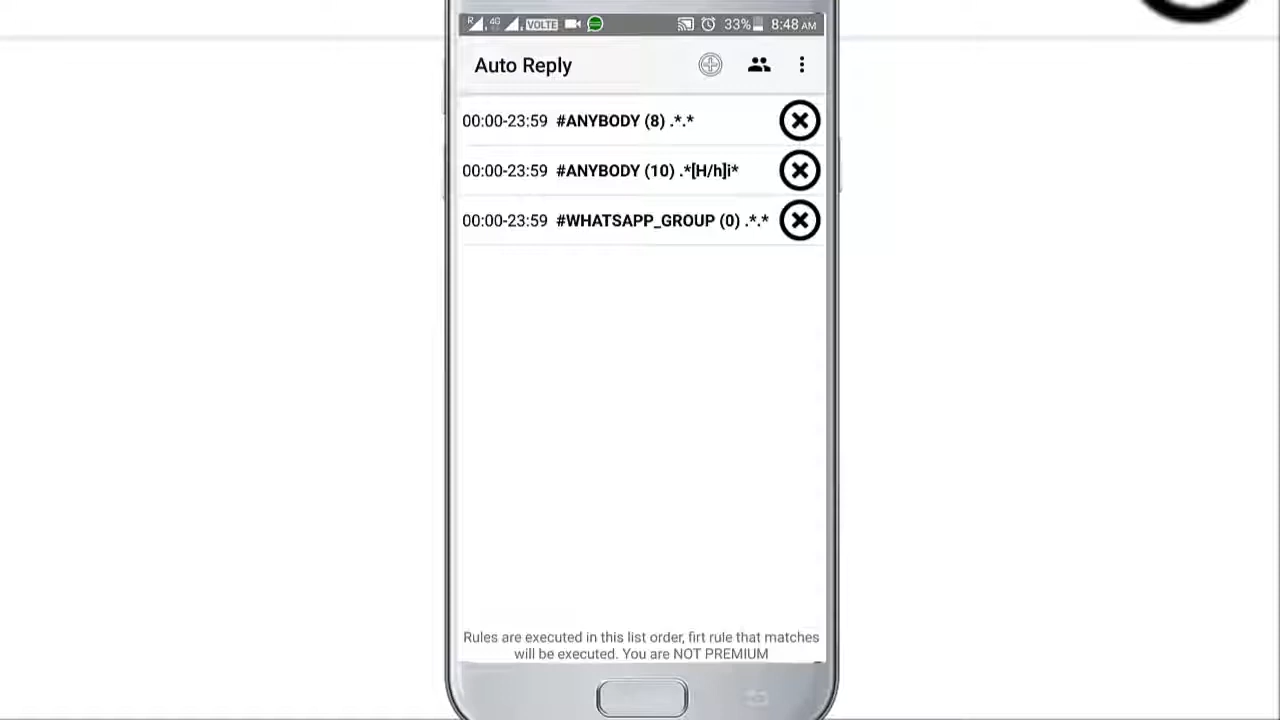 R 4G VOLTE 33% 8:48 AM
Auto Reply
00:00-23:59 #ANYBODY (8) .*.*
00:00-23:59 #ANYBODY (10) .*[H/h]i*
00:00-23:59 #WHATSAPP_GROUP (0) .*.*
Rules are executed in this list order, firt rule that matches
will be executed. You are NOT PREMIUM